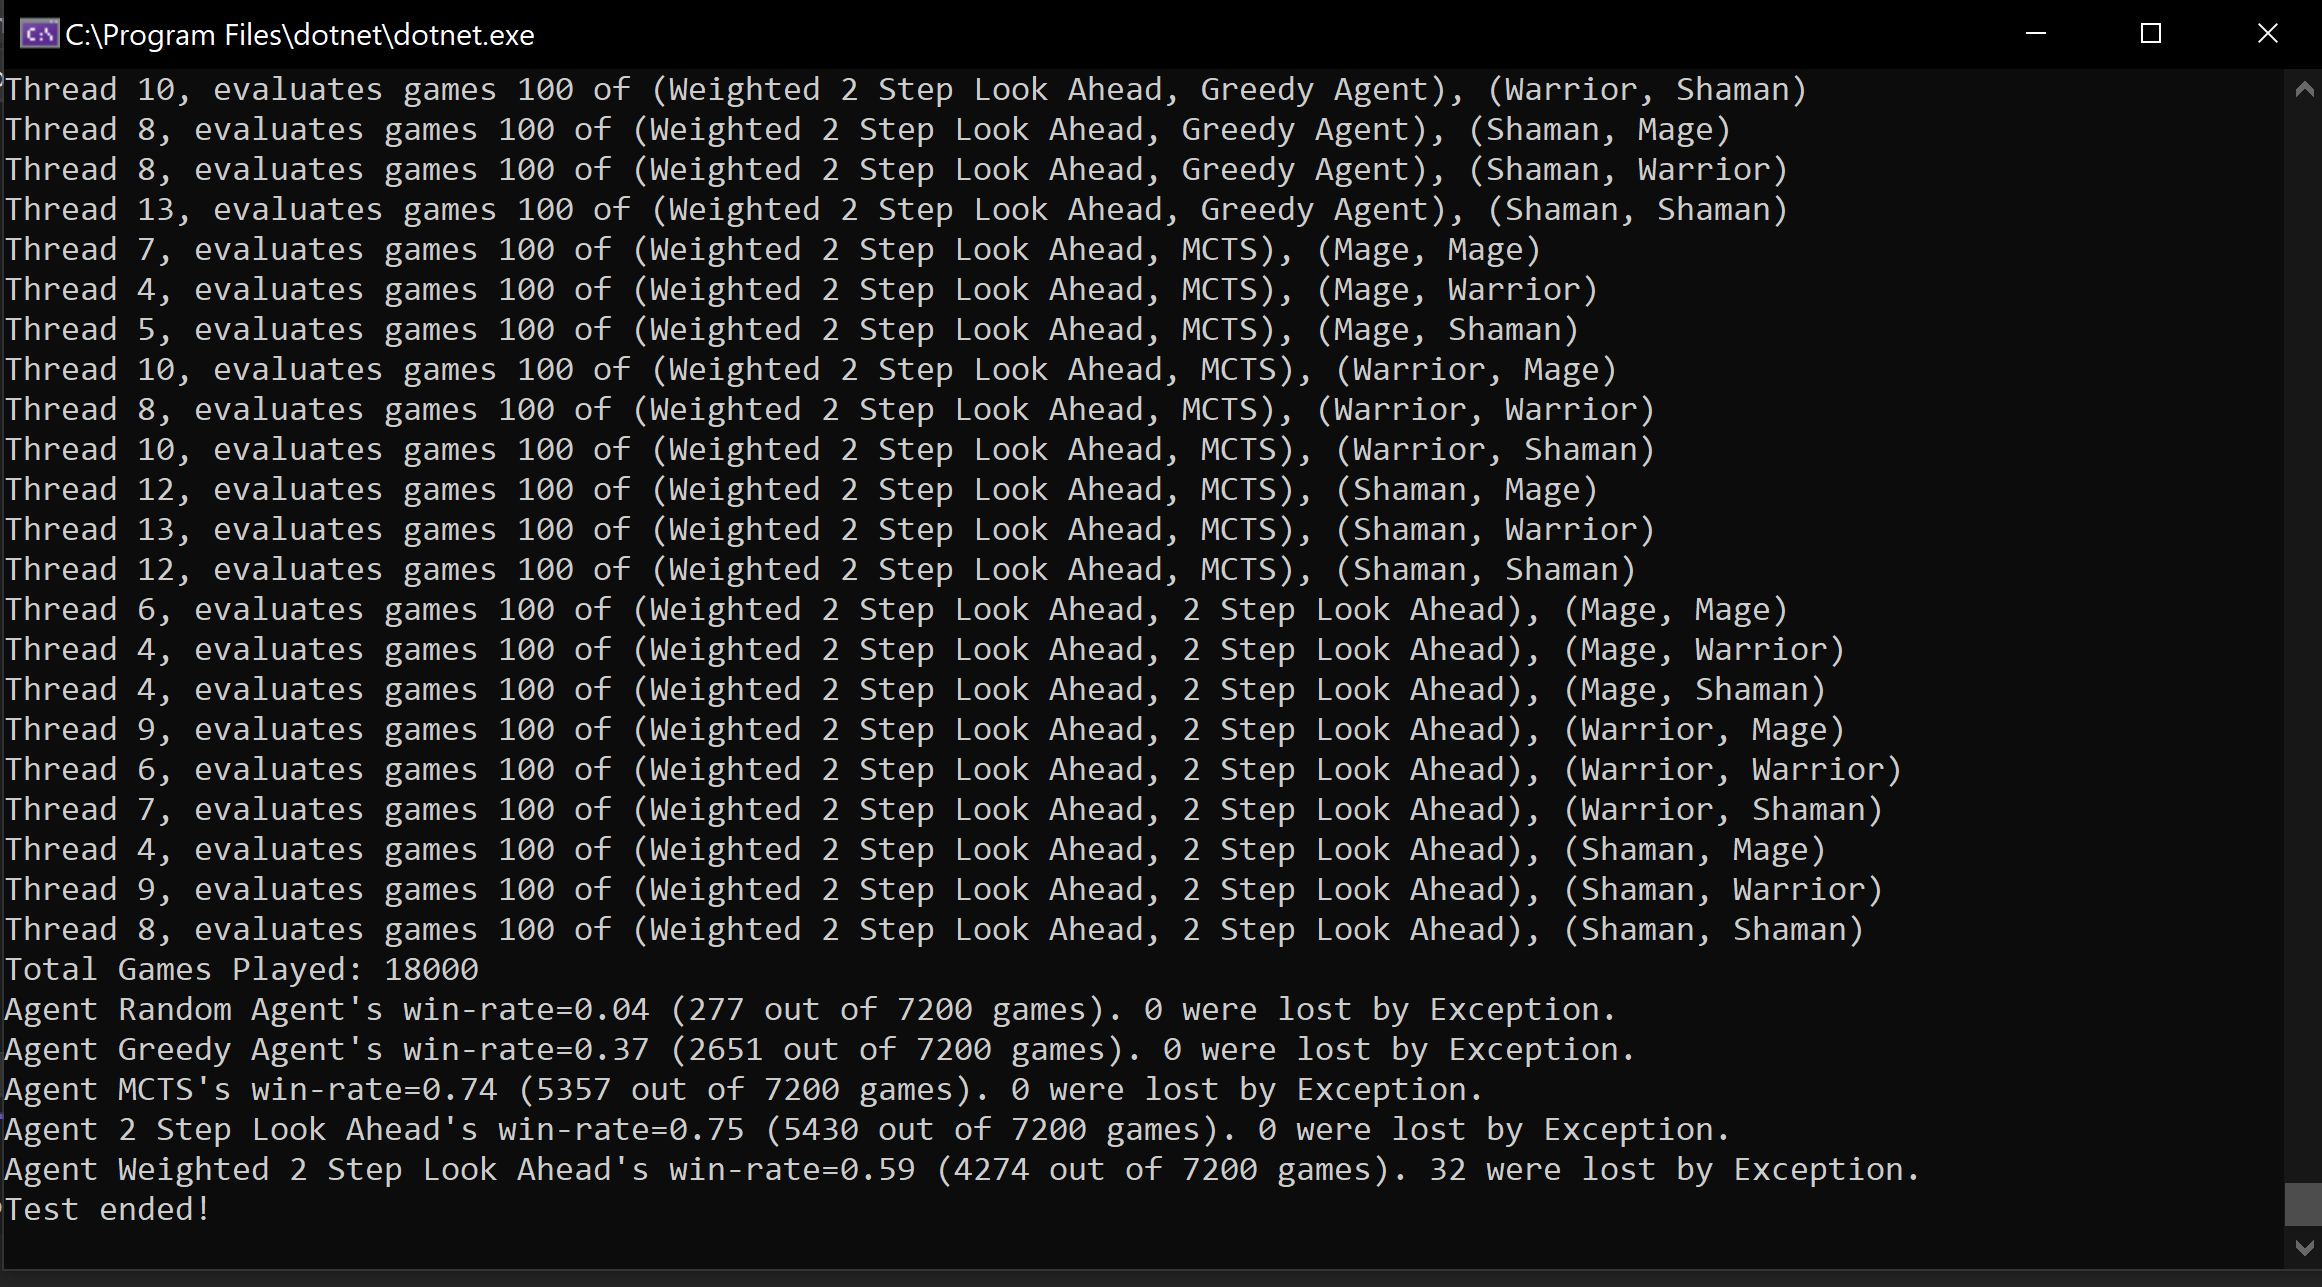 C:\Program Files\dotnet\dotnet.exe
Thread 10, evaluates games 100 of (Weighted 2 Step Look Ahead, Greedy Agent), (Warrior, Shaman)
Thread 8, evaluates games 100 of (Weighted 2 Step Look Ahead, Greedy Agent), (Shaman, Mage)
Thread 8, evaluates games 100 of (Weighted 2 Step Look Ahead, Greedy Agent), (Shaman, Warrior)
Thread 13, evaluates games 100 of (Weighted 2 Step Look Ahead, Greedy Agent), (Shaman, Shaman)
Thread 7, evaluates games 100 of (Weighted 2 Step Look Ahead, MCTS), (Mage, Mage)
Thread 4, evaluates games 100 of (Weighted 2 Step Look Ahead, MCTS), (Mage, Warrior)
Thread 5, evaluates games 100 of (Weighted 2 Step Look Ahead, MCTS), (Mage, Shaman)
Thread 10, evaluates games 100 of (Weighted 2 Step Look Ahead, MCTS), (Warrior, Mage)
Thread 8, evaluates games 100 of (Weighted 2 Step Look Ahead, MCTS), (Warrior, Warrior)
Thread 10, evaluates games 100 of (Weighted 2 Step Look Ahead, MCTS), (Warrior, Shaman)
Thread 12, evaluates games 100 of (Weighted 2 Step Look Ahead, MCTS), (Shaman, Mage)
Thread 13, evaluates games 100 of (Weighted 2 Step Look Ahead, MCTS), (Shaman, Warrior)
Thread 12, evaluates games 100 of (Weighted 2 Step Look Ahead, MCTS), (Shaman, Shaman)
Thread 6, evaluates games 100 of (Weighted 2 Step Look Ahead, 2 Step Look Ahead), (Mage, Mage)
Thread 4, evaluates games 100 of (Weighted 2 Step Look Ahead, 2 Step Look Ahead), (Mage, Warrior)
Thread 4, evaluates games 100 of (Weighted 2 Step Look Ahead, 2 Step Look Ahead), (Mage, Shaman)
Thread 9, evaluates games 100 of (Weighted 2 Step Look Ahead, 2 Step Look Ahead), (Warrior, Mage)
Thread 6, evaluates games 100 of (Weighted 2 Step Look Ahead, 2 Step Look Ahead), (Warrior, Warrior)
Thread 7, evaluates games 100 of (Weighted 2 Step Look Ahead, 2 Step Look Ahead), (Warrior, Shaman)
Thread 4, evaluates games 100 of (Weighted 2 Step Look Ahead, 2 Step Look Ahead), (Shaman, Mage)
Thread 9, evaluates games 100 of (Weighted 2 Step Look Ahead, 2 Step Look Ahead), (Shaman, Warrior)
Thread 8, evaluates games 100 of (Weighted 2 Step Look Ahead, 2 Step Look Ahead), (Shaman, Shaman)
Total Games Played: 18000
Agent Random Agent's win-rate=0.04 (277 out of 7200 games). 0 were lost by Exception.
Agent Greedy Agent's win-rate=0.37 (2651 out of 7200 games). 0 were lost by Exception.
Agent MCTS's win-rate=0.74 (5357 out of 7200 games). 0 were lost by Exception.
Agent 2 Step Look Ahead's win-rate=0.75 (5430 out of 7200 games). 0 were lost by Exception.
Agent Weighted 2 Step Look Ahead's win-rate=0.59 (4274 out of 7200 games). 32 were lost by Exception.
Test ended!